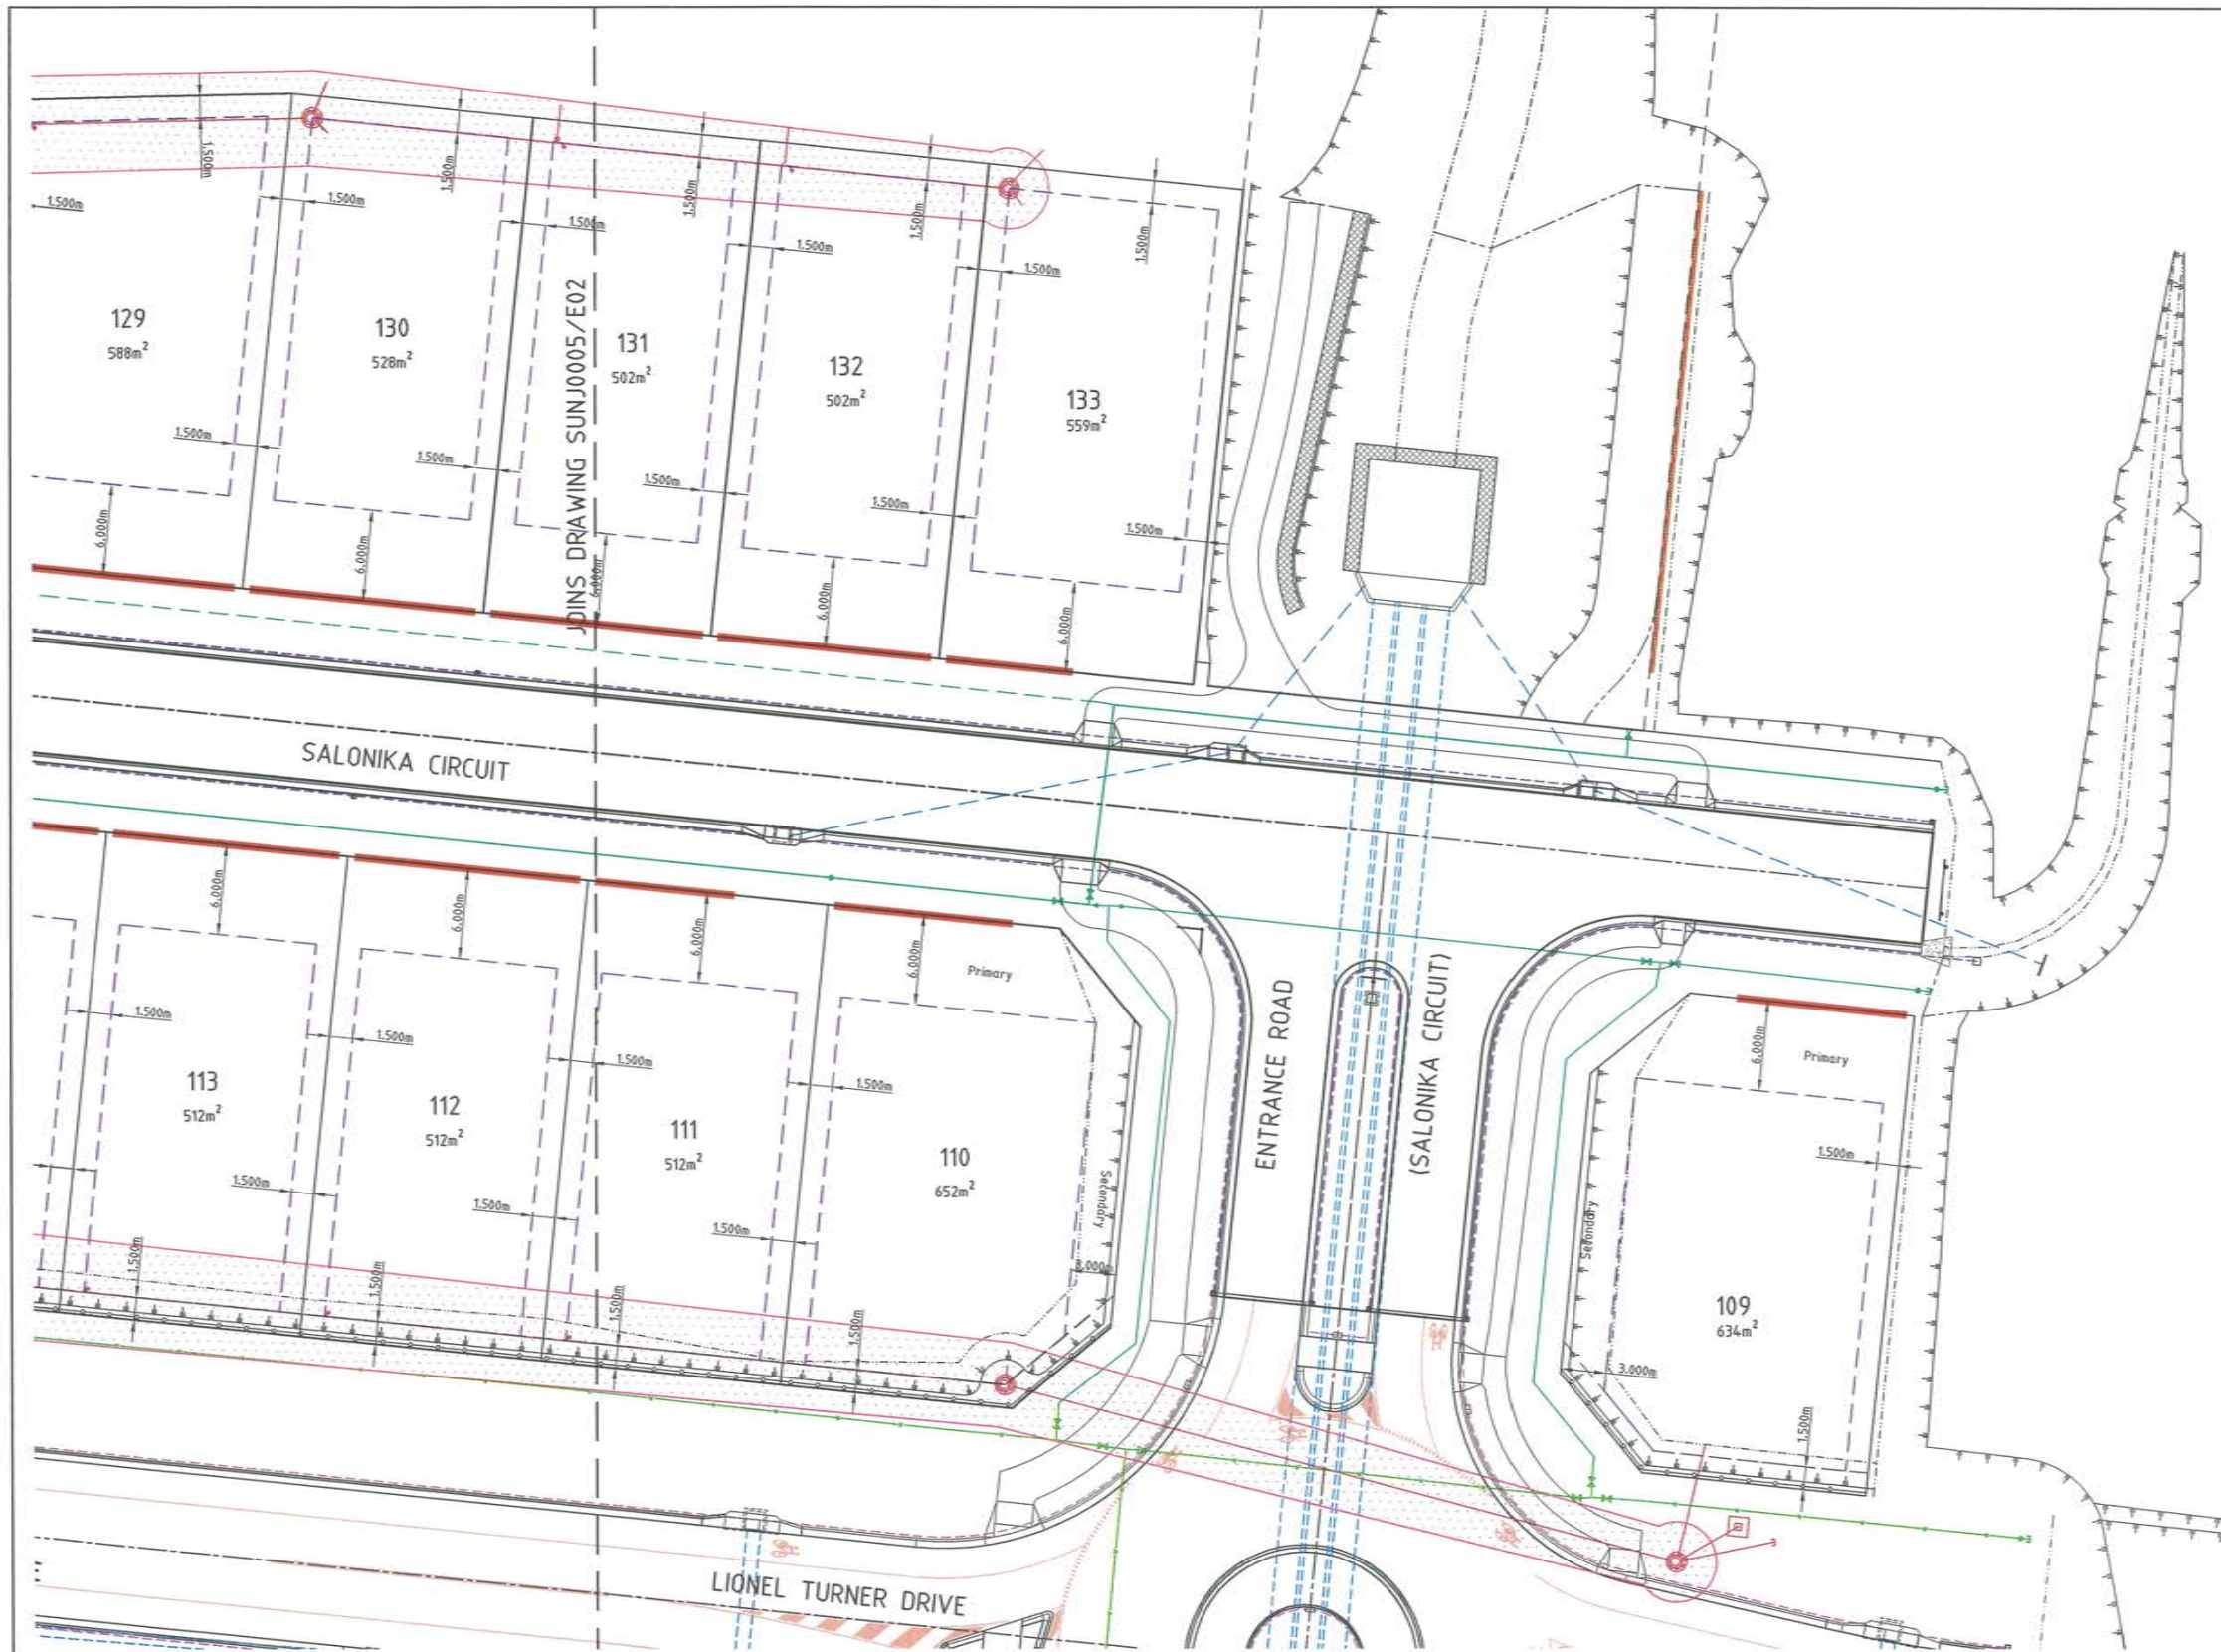 1.500m
1.500m
1.500m
1.500m
1.500m
1.500m
1.500m
1.500m
1.500m
1.500m
129
588m²
130
528m²
131
502m²
132
502m²
133
559m²
JOINS DRAWING SUNJ0005/E02
1.500m
1.500m
1.500m
1.500m
1.500m
6.000m
6.000m
6.000m
6.000m
6.000m
SALONIKA CIRCUIT
6.000m
6.000m
6.000m
6.000m
Primary
ENTRANCE ROAD
(SALONIKA CIRCUIT)
6.000m
Primary
1.500m
1.500m
1.500m
1.500m
113
512m²
112
512m²
111
512m²
110
652m²
Secondary
Secondary
1.500m
1.500m
1.500m
1.500m
3.000m
109
634m²
3.000m
1.500m
1.500m
1.500m
1.500m
1.500m
LIONEL TURNER DRIVE